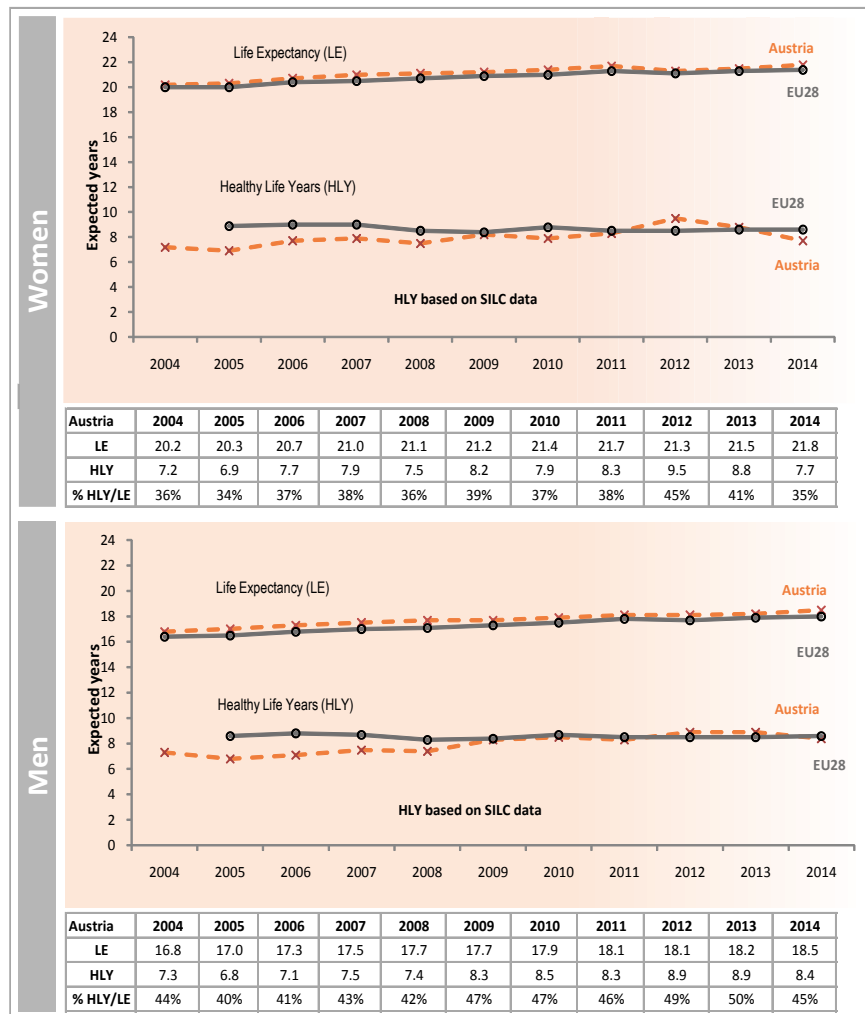 Women
24
22
20
18
16
14
12
10
8
6
4
2
0
Expected years
Life Expectancy (LE)
Austria
EU28
Healthy Life Years (HLY)
EU28
Austria
HLY based on SILC data
2004 2005 2006 2007 2008 2009 2010 2011 2012 2013 2014
Austria 2004 2005 2006 2007 2008 2009 2010 2011 2012 2013 2014
LE 20.2 20.3 20.7 21.0 21.1 21.2 21.4 21.7 21.3 21.5 21.8
HLY 7.2 6.9 7.7 7.9 7.5 8.2 7.9 8.3 9.5 8.8 7.7
% HLY/LE 36% 34% 37% 38% 36% 39% 37% 38% 45% 41% 35%
Men
24
22
20
18
16
14
12
10
8
6
4
2
0
Expected years
Life Expectancy (LE)
Austria
EU28
Healthy Life Years (HLY)
Austria
EU28
HLY based on SILC data
2004 2005 2006 2007 2008 2009 2010 2011 2012 2013 2014
Austria 2004 2005 2006 2007 2008 2009 2010 2011 2012 2013 2014
LE 16.8 17.0 17.3 17.5 17.7 17.7 17.9 18.1 18.1 18.2 18.5
HLY 7.3 6.8 7.1 7.5 7.4 8.3 8.5 8.3 8.9 8.9 8.4
% HLY/LE 44% 40% 41% 43% 42% 47% 47% 46% 49% 50% 45%